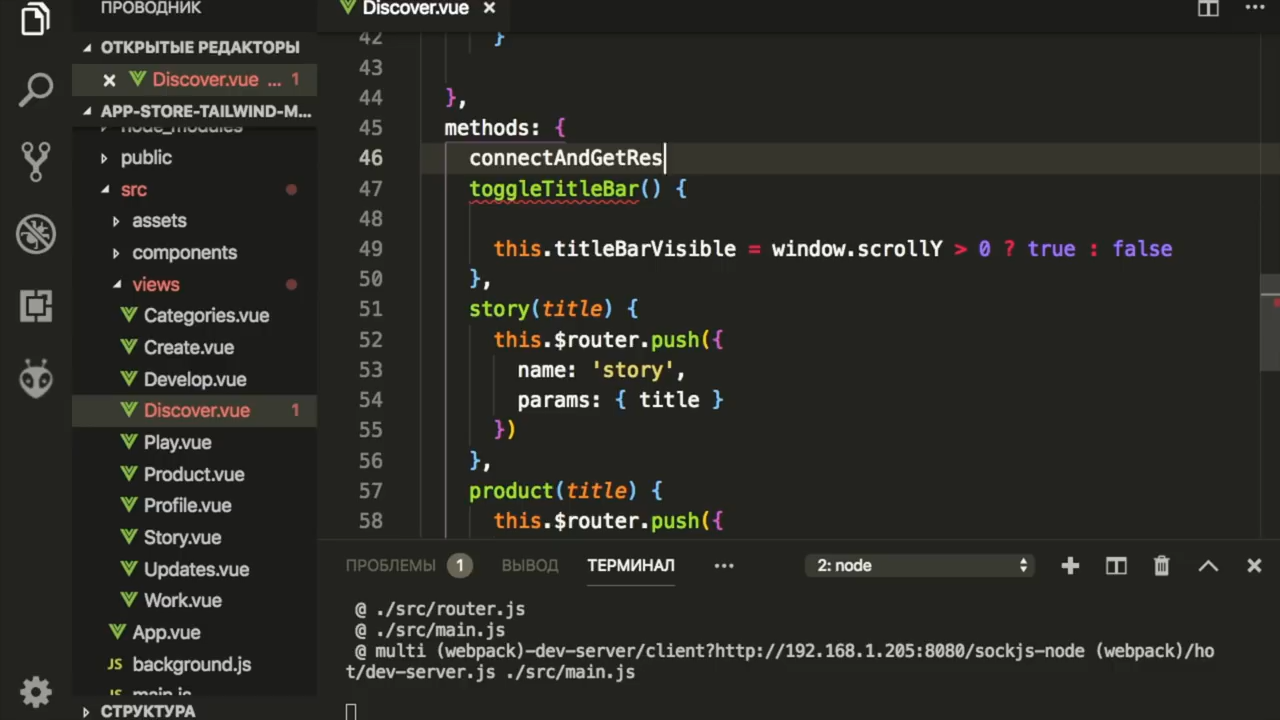 ПРОВОДНИК
Discover.vue
ОТКРЫТЫЕ РЕДАКТОРЫ
Discover.vue ... 1
APP-STORE-TAILWIND-M...
node_modules
public
src
assets
components
views
Categories.vue
Create.vue
Develop.vue
Discover.vue 1
Play.vue
Product.vue
Profile.vue
Story.vue
Updates.vue
Work.vue
App.vue
JS background.js
JS main.js
СТРУКТУРА
42 }
43
44 },
45 methods: {
46 connectAndGetRes
47 toggleTitleBar() {
48
49 this.titleBarVisible = window.scrollY > 0 ? true : false
50 },
51 story(title) {
52 this.$router.push({
53 name: 'story',
54 params: { title }
55 })
56 },
57 product(title) {
58 this.$router.push({
ПРОБЛЕМЫ 1 ВЫВОД ТЕРМИНАЛ ... 2: node
@ ./src/router.js
@ ./src/main.js
@ multi (webpack)-dev-server/client?http://192.168.1.205:8080/sockjs-node (webpack)/ho
t/dev-server.js ./src/main.js